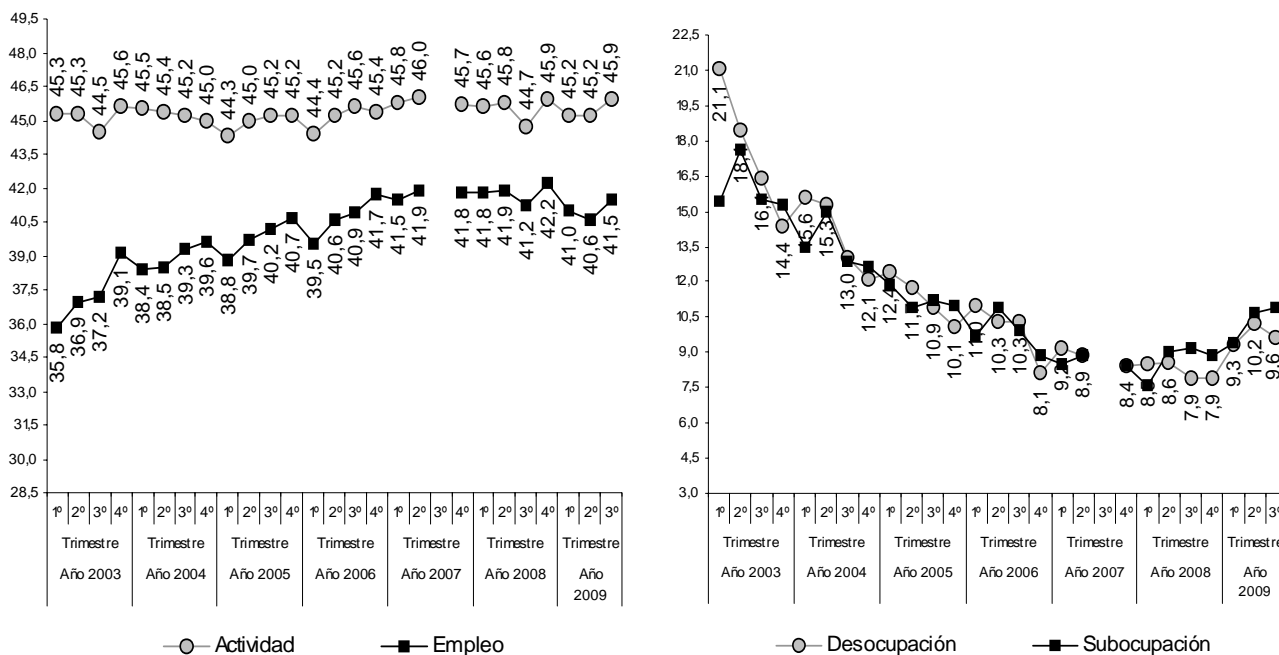 49,5
48,0
46,5
45,0
43,5
42,0
40,5
39,0
37,5
36,0
34,5
33,0
31,5
30,0
28,5
45,3 45,3 44,5 45,6 45,5 45,4 45,2 45,0 44,3 45,0 45,2 45,2 44,4 45,2 45,6 45,4 45,8 46,0 45,7 45,6 45,8 44,7 45,9 45,2 45,2 45,9
35,8 36,9 37,2 39,1 38,4 38,5 39,3 39,6 38,8 39,7 40,2 40,7 39,5 40,6 40,9 41,7 41,5 41,9 41,8 41,8 41,9 41,2 42,2 41,0 40,6 41,5
1º 2º 3º 4º 1º 2º 3º 4º 1º 2º 3º 4º 1º 2º 3º 4º 1º 2º 3º 4º 1º 2º 3º 4º 1º 2º 3º
Trimestre Trimestre Trimestre Trimestre Trimestre Trimestre Trimestre
Año 2003 Año 2004 Año 2005 Año 2006 Año 2007 Año 2008 Año
2009
Actividad Empleo
22,5
21,0
19,5
18,0
16,5
15,0
13,5
12,0
10,5
9,0
7,5
6,0
4,5
3,0
21,1 14,4 15,6 15,3 13,0 12,1 12,4 10,9 10,1 10,3 10,3 8,1 9,2 8,9 8,4 8,6 7,9 7,9 9,3 10,2 9,6
1º 2º 3º 4º 1º 2º 3º 4º 1º 2º 3º 4º 1º 2º 3º 4º 1º 2º 3º 4º 1º 2º 3º 4º 1º 2º 3º
Trimestre Trimestre Trimestre Trimestre Trimestre Trimestre Trimestre
Año 2003 Año 2004 Año 2005 Año 2006 Año 2007 Año 2008 Año
2009
Desocupación Subocupación